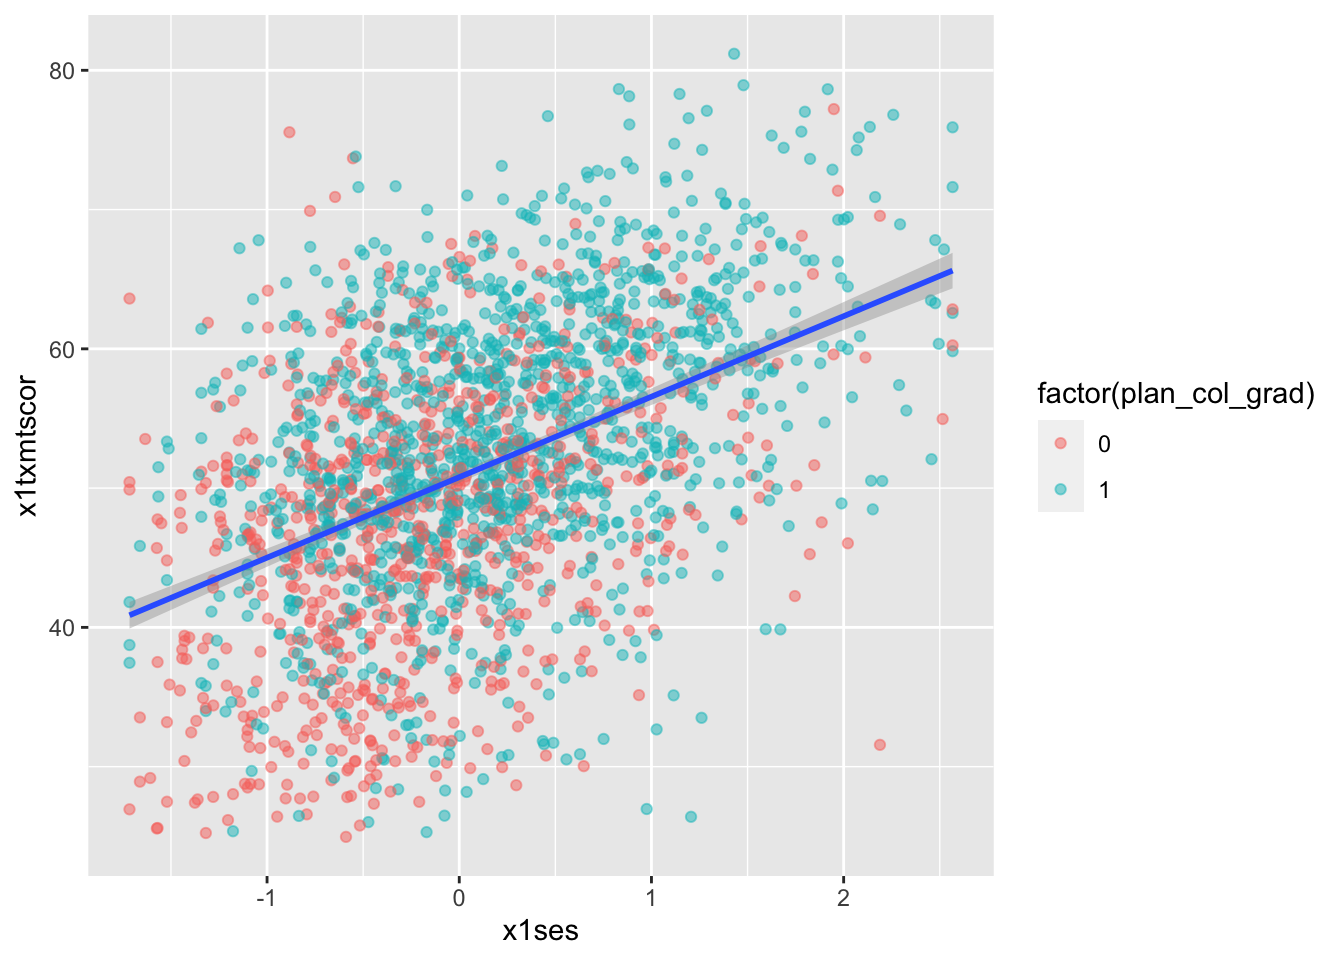 80
60
40
x1txmtscor
-1 0 1 2
x1ses
factor(plan_col_grad)
0
1